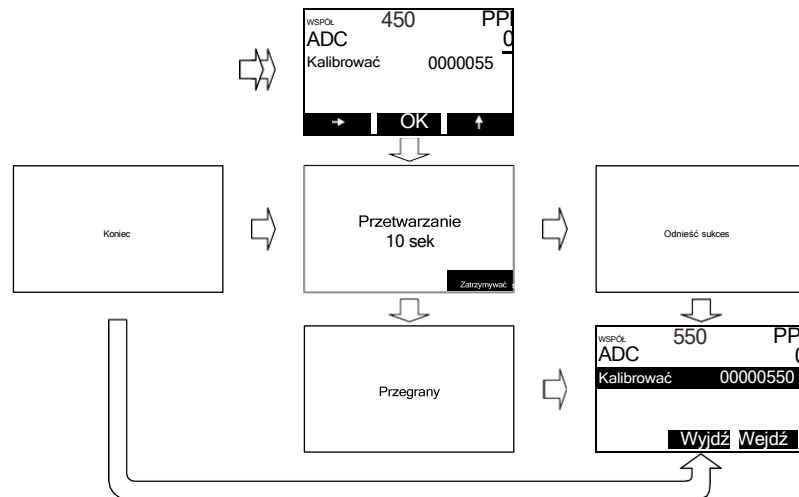 WSPÓŁ 450 PPI
ADC 0
Kalibrować 0000055
OK
Koniec
Przetwarzanie
10 sek
Zatrzymywać
Odnieść sukces
Przegrany
WSPÓŁ 550 PP
ADC 0
Kalibrować 00000550
Wyjdź Wejdź